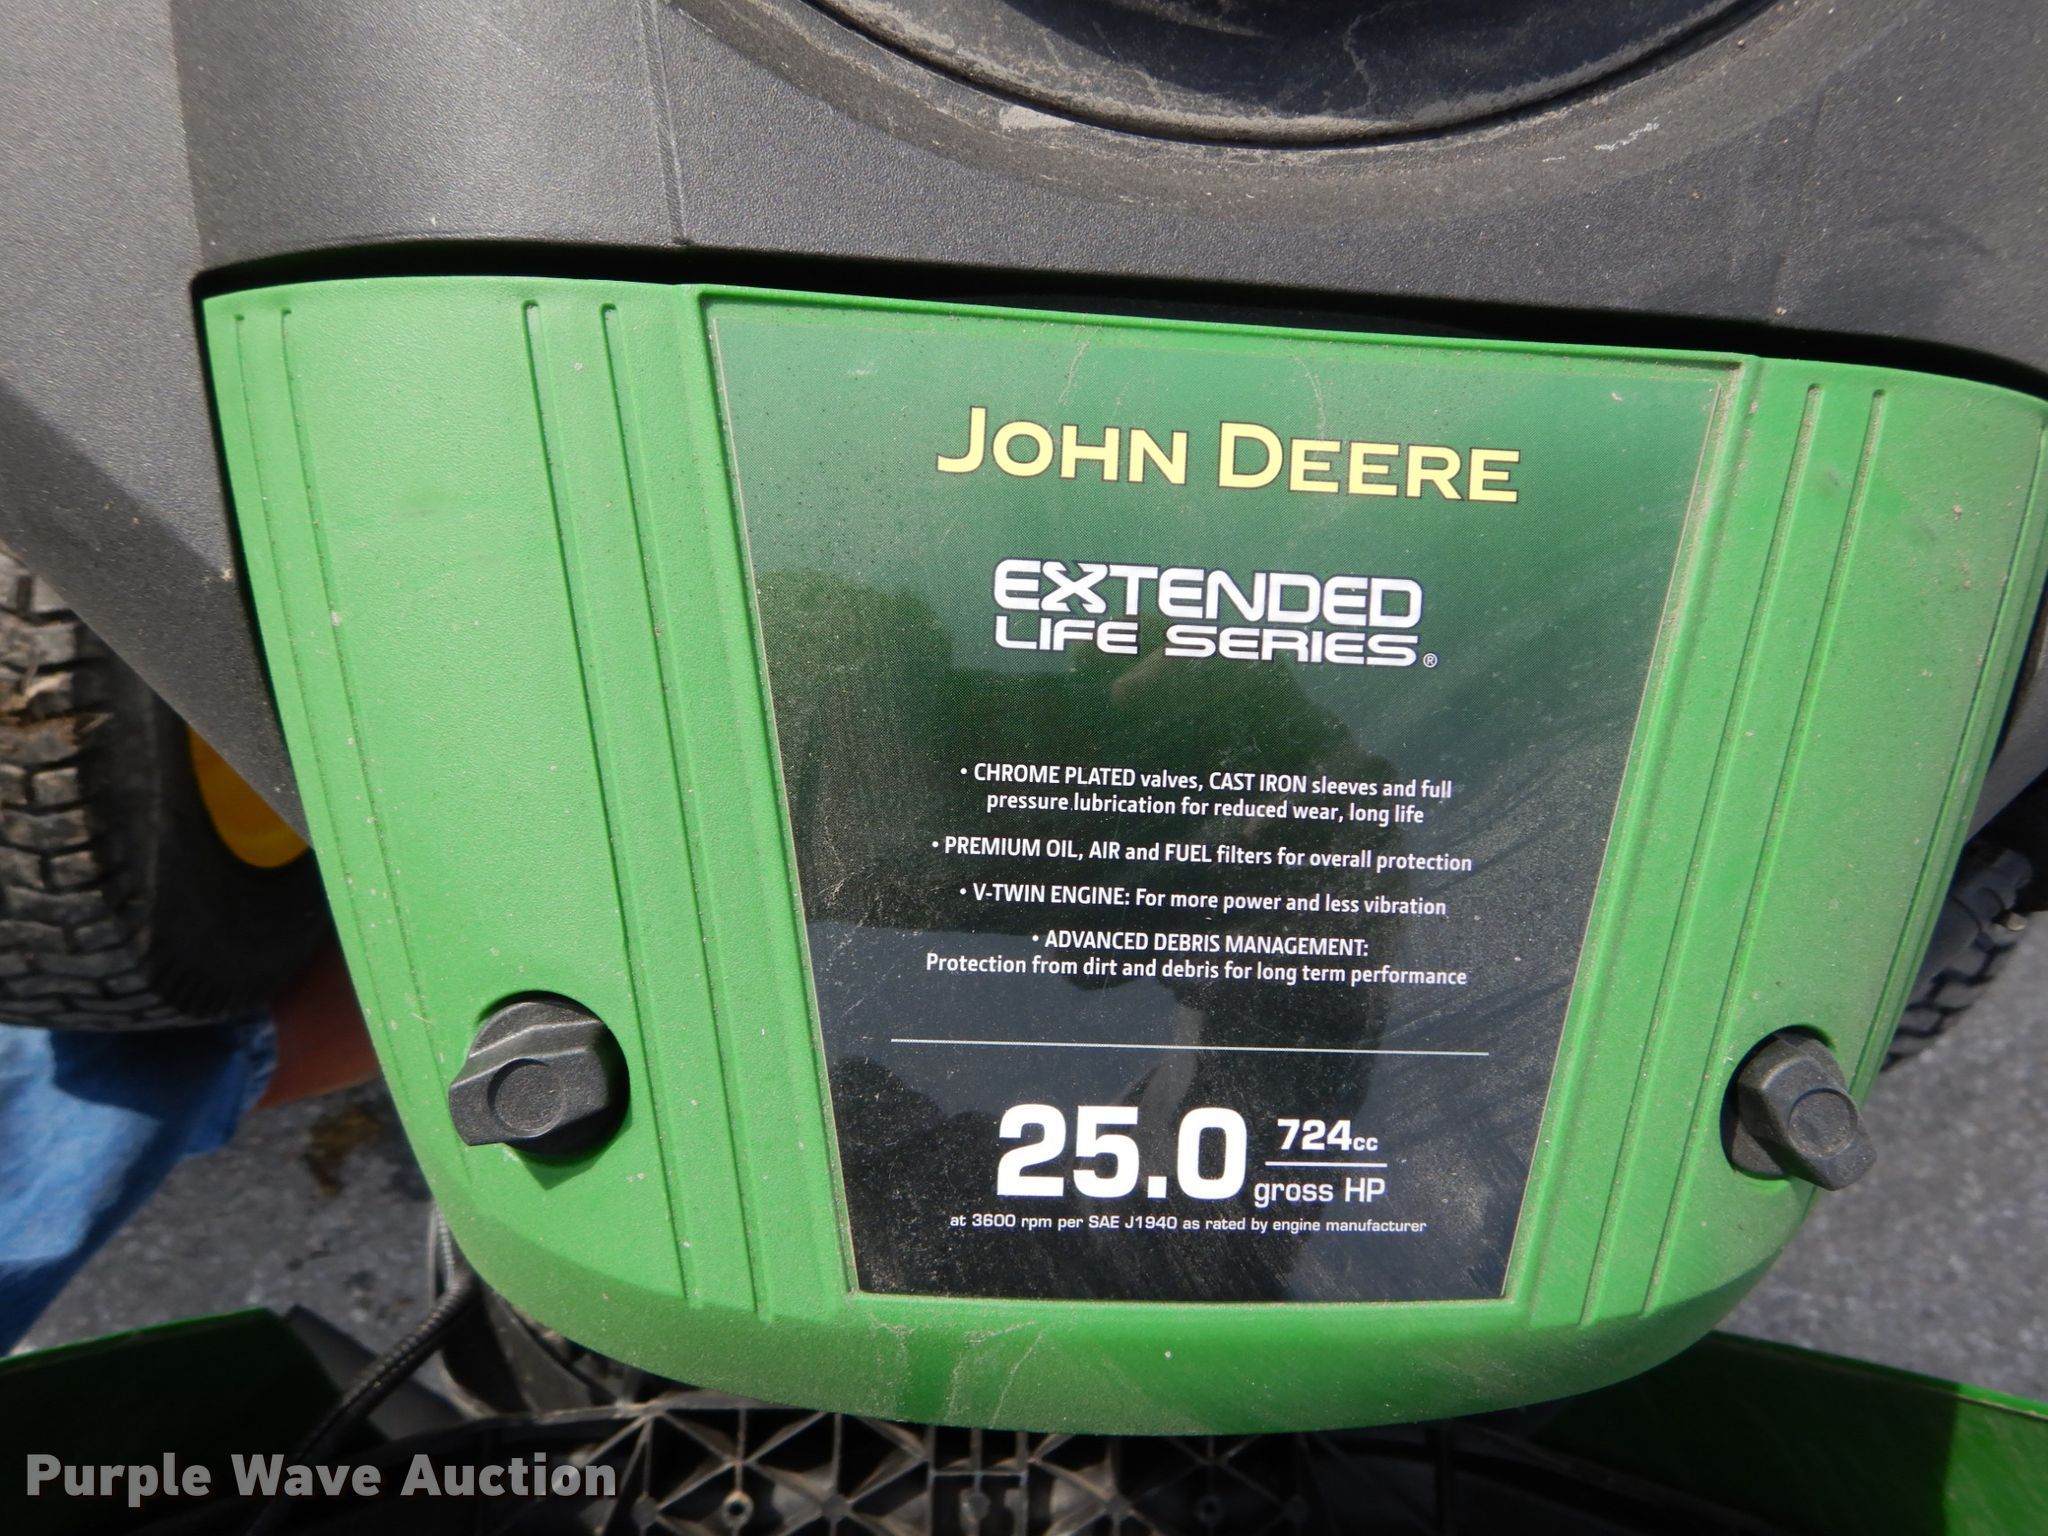 JOHN DEERE
EXTENDED
LIFE SERIES®
• CHROME PLATED valves, CAST IRON sleeves and full
pressure lubrication for reduced wear, long life
• PREMIUM OIL, AIR and FUEL filters for overall protection
• V-TWIN ENGINE: For more power and less vibration
• ADVANCED DEBRIS MANAGEMENT:
Protection from dirt and debris for long term performance
25.0 724cc
gross HP
at 3600 rpm per SAE J1940 as rated by engine manufacturer
Purple Wave Auction